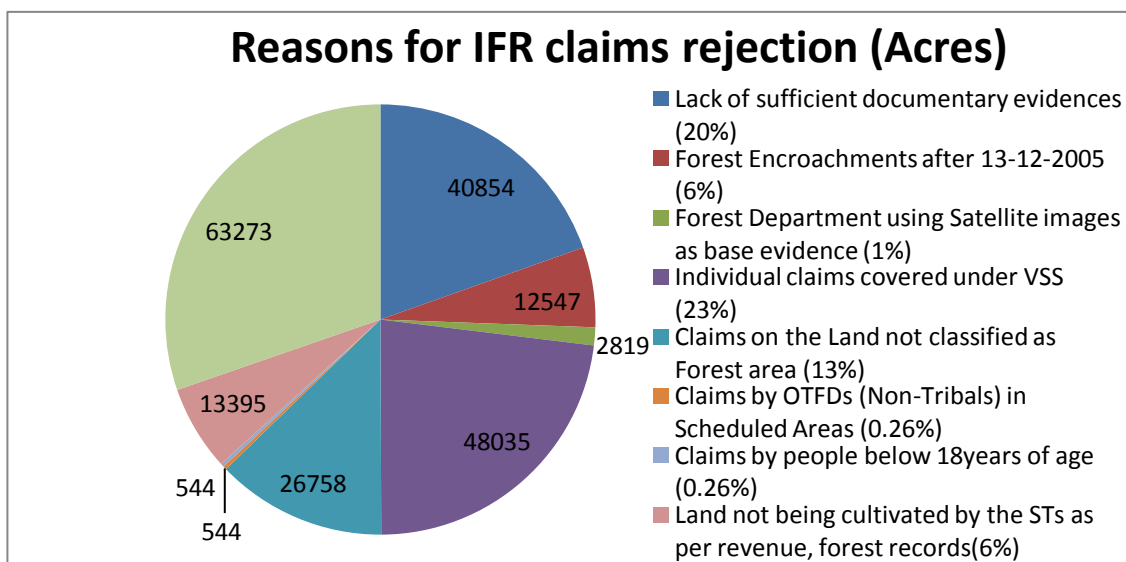 Reasons for IFR claims rejection (Acres)
Lack of sufficient documentary evidences
(20%)
Forest Encroachments after 13-12-2005
(6%)
Forest Department using Satellite images
as base evidence (1%)
Individual claims covered under VSS
(23%)
Claims on the Land not classified as
Forest area (13%)
Claims by OTFDs (Non-Tribals) in
Scheduled Areas (0.26%)
Claims by people below 18years of age
(0.26%)
Land not being cultivated by the STs as
per revenue, forest records(6%)
40854
12547
2819
48035
26758
544
544
13395
63273